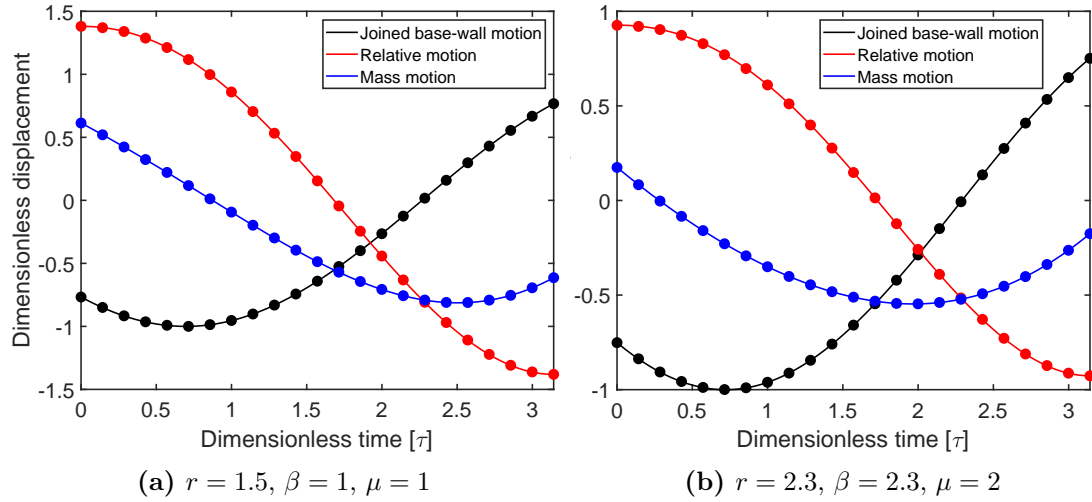 Dimensionless displacement
1.5
1
0.5
0
-0.5
-1
-1.5
Joined base-wall motion
Relative motion
Mass motion
0 0.5 1 1.5 2 2.5 3
Dimensionless time [τ]
(a) r = 1.5, β = 1, μ = 1
1
0.5
0
-0.5
-1
Joined base-wall motion
Relative motion
Mass motion
0 0.5 1 1.5 2 2.5 3
Dimensionless time [τ]
(b) r = 2.3, β = 2.3, μ = 2